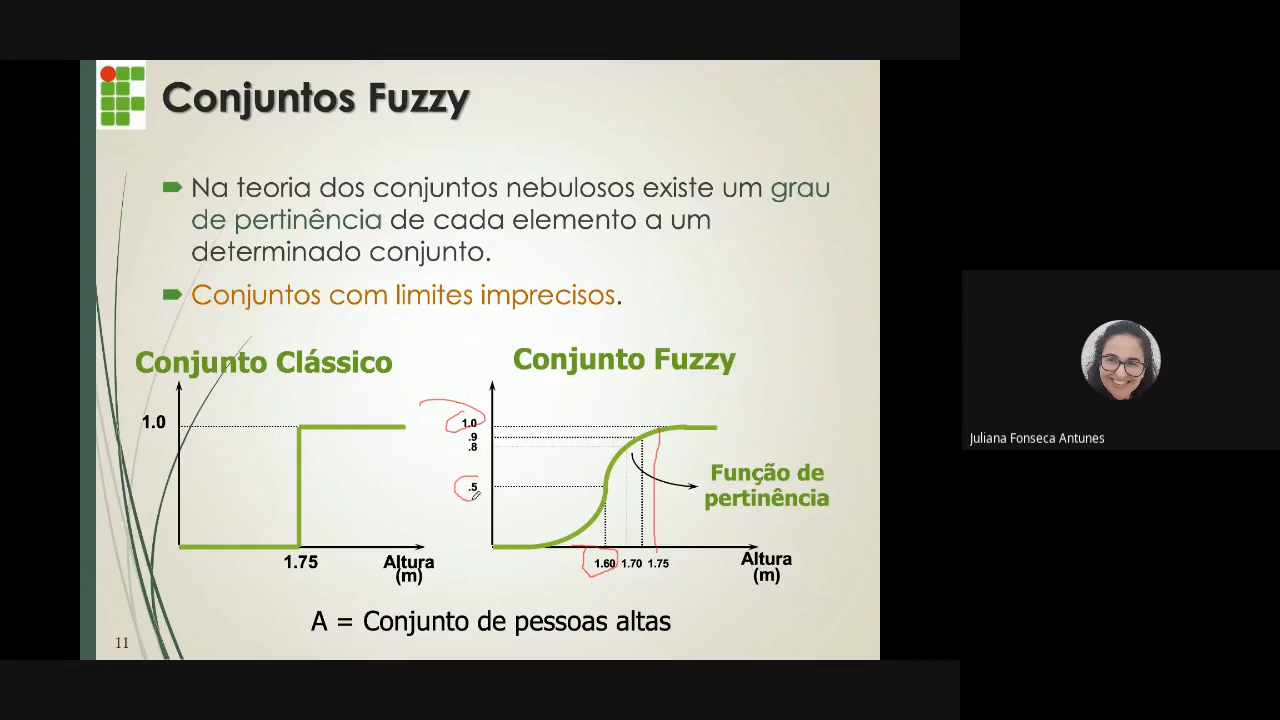 Conjuntos Fuzzy
Na teoria dos conjuntos nebulosos existe um grau
de pertinência de cada elemento a um
determinado conjunto.
Conjuntos com limites imprecisos.
Conjunto Clássico
1.0
1.75
Altura
(m)
Conjunto Fuzzy
1.0
.9
.8
.5
1.60 1.70 1.75
Altura
(m)
Função de
pertinência
A = Conjunto de pessoas altas
11
Juliana Fonseca Antunes